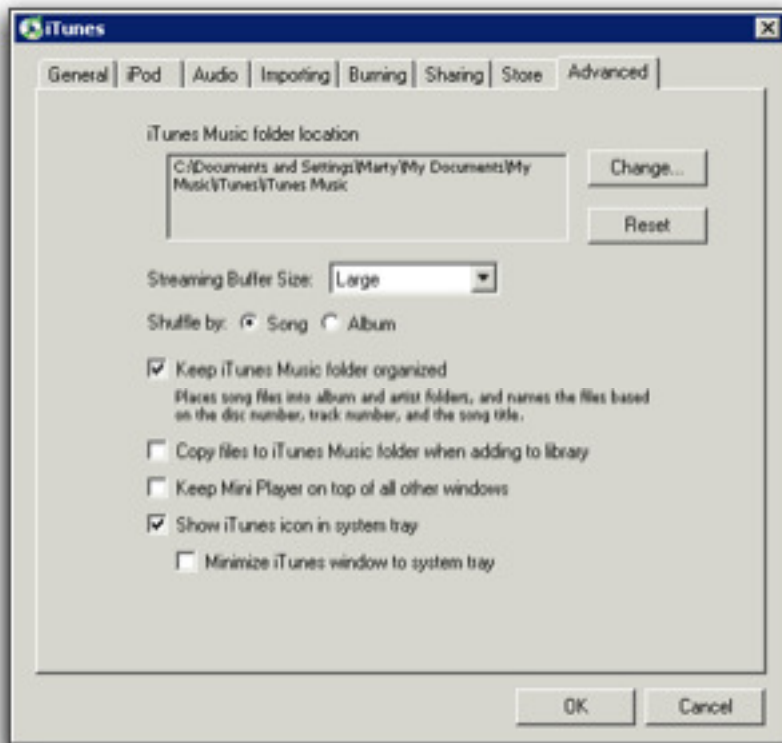 iTunes
General iPod Audio Importing Burning Sharing Store Advanced
iTunes Music folder location
C:\Documents and Settings\Marty\My Documents\My
Music\iTunes\iTunes Music
Change...
Reset
Streaming Buffer Size: Large
Shuffle by: Song Album
Keep iTunes Music folder organized
Places song files into album and artist folders, and names the files based
on the disc number, track number, and the song title.
Copy files to iTunes Music folder when adding to library
Keep Mini Player on top of all other windows
Show iTunes icon in system tray
Minimize iTunes window to system tray
OK Cancel